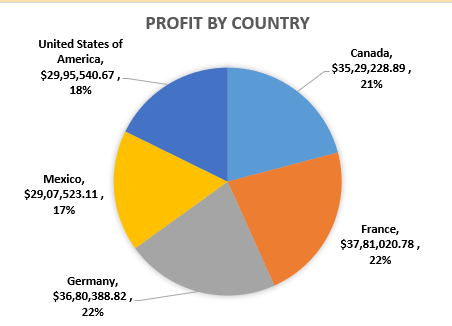 PROFIT BY COUNTRY
United States of
America,
$29,95,540.67 ,
18%
Canada,
$35,29,228.89 ,
21%
Mexico,
$29,07,523.11 ,
17%
France,
$37,81,020.78 ,
22%
Germany,
$36,80,388.82 ,
22%